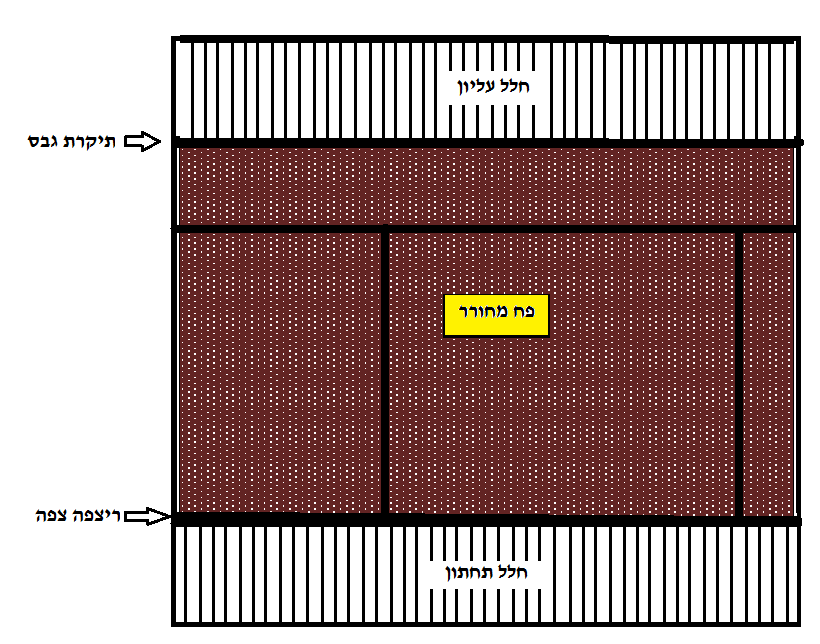 חלל עליון
תיקרת גבס
פח מחורר
ריצפה צפה
חלל תחתון